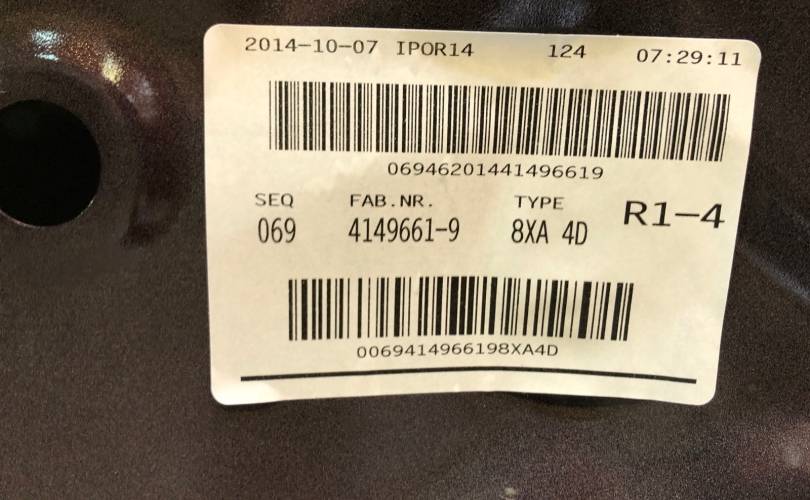 2014-10-07 IPOR14 124 07:29:11
06946201441496619
SEQ FAB.NR. TYPE
069 4149661-9 8XA 4D R1-4
0069414966198XA4D